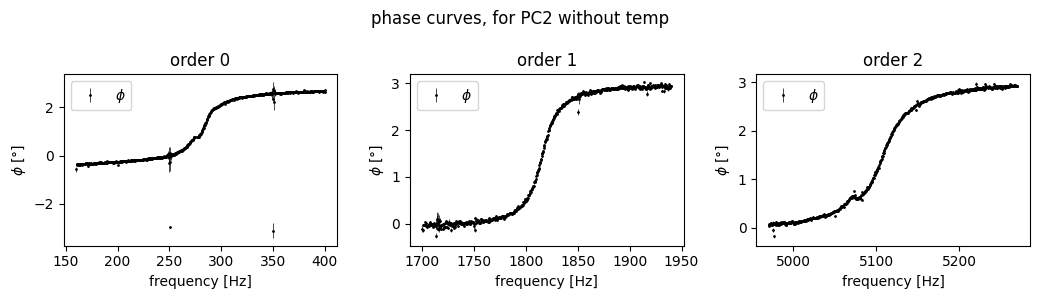 phase curves, for PC2 without temp
order 0
order 1
order 2
ϕ
ϕ
ϕ
ϕ [°]
2
0
−2
ϕ [°]
3
2
1
0
ϕ [°]
3
2
1
0
150 200 250 300 350 400
1700 1750 1800 1850 1900 1950
5000 5100 5200
frequency [Hz]
frequency [Hz]
frequency [Hz]